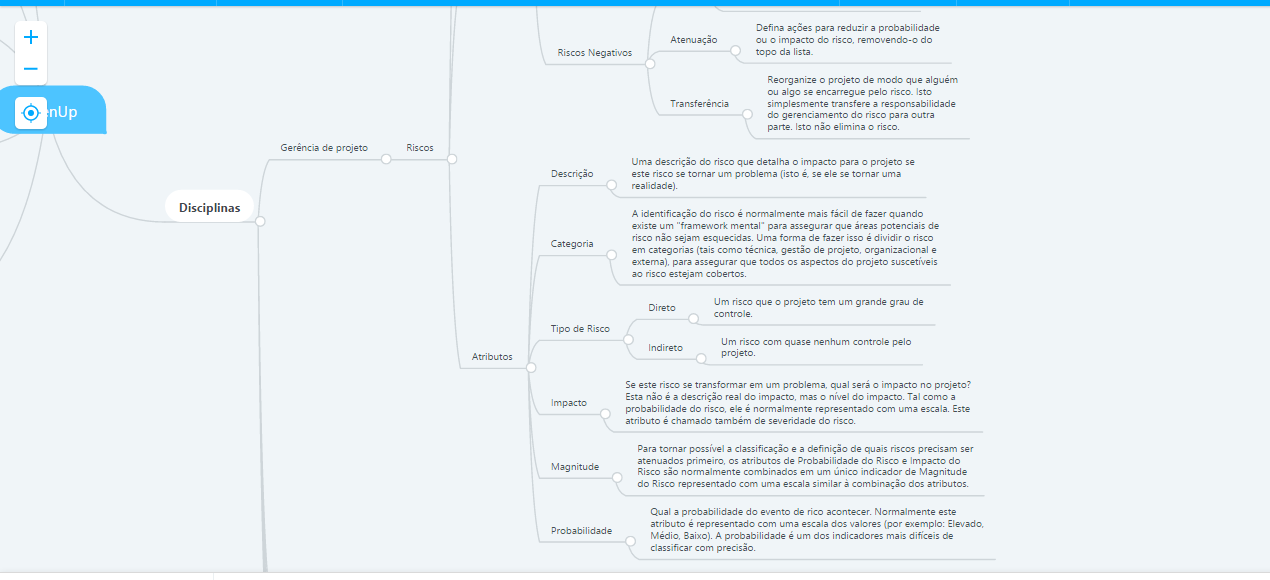 Defina ações para reduzir a probabilidade
ou o impacto do risco, removendo-o do
topo da lista.
Atenuação
Riscos Negativos
Reorganize o projeto de modo que alguém
ou algo se encarregue pelo risco. Isto
simplesmente transfere a responsabilidade
do gerenciamento do risco para outra
parte. Isto não elimina o risco.
Transferência
enUp
Gerência de projeto
Riscos
Disciplinas
Descrição
Uma descrição do risco que detalha o impacto para o projeto se
este risco se tornar um problema (isto é, se ele se tornar uma
realidade).
Categoria
A identificação do risco é normalmente mais fácil de fazer quando
existe um "framework mental" para assegurar que áreas potenciais de
risco não sejam esquecidas. Uma forma de fazer isso é dividir o risco
em categorias (tais como técnica, gestão de projeto, organizacional e
externa), para assegurar que todos os aspectos do projeto suscetíveis
ao risco estejam cobertos.
Tipo de Risco
Direto
Um risco que o projeto tem um grande grau de
controle.
Indireto
Um risco com quase nenhum controle pelo
projeto.
Atributos
Impacto
Se este risco se transformar em um problema, qual será o impacto no projeto?
Esta não é a descrição real do impacto, mas o nível do impacto. Tal como a
probabilidade do risco, ele é normalmente representado com uma escala. Este
atributo é chamado também de severidade do risco.
Magnitude
Para tornar possível a classificação e a definição de quais riscos precisam ser
atenuados primeiro, os atributos de Probabilidade do Risco e Impacto do
Risco são normalmente combinados em um único indicador de Magnitude
do Risco representado com uma escala similar à combinação dos atributos.
Probabilidade
Qual a probabilidade do evento de rico acontecer. Normalmente este
atributo é representado com uma escala dos valores (por exemplo: Elevado,
Médio, Baixo). A probabilidade é um dos indicadores mais difíceis de
classificar com precisão.